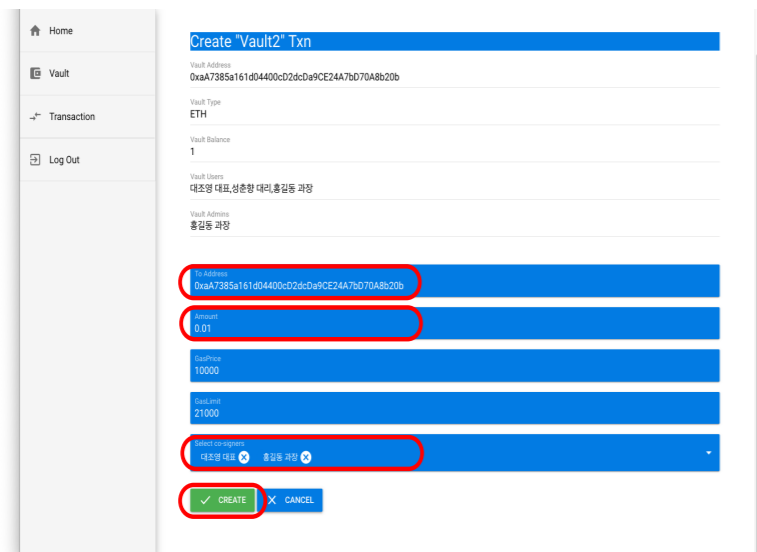 Home
Vault
Transaction
Log Out
Create "Vault2" Txn
Vault Address
0xaA7385a161d04400cD2dcDa9CE24A7bD70A8b20b
Vault Type
ETH
Vault Balance
1
Vault Users
대조영 대표,성춘향 대리,홍길동 과장
Vault Admins
홍길동 과장
To Address
0xaA7385a161d04400cD2dcDa9CE24A7bD70A8b20b
Amount
0.01
GasPrice
10000
GasLimit
21000
Select co-signers
대조영 대표 홍길동 과장
CREATE CANCEL